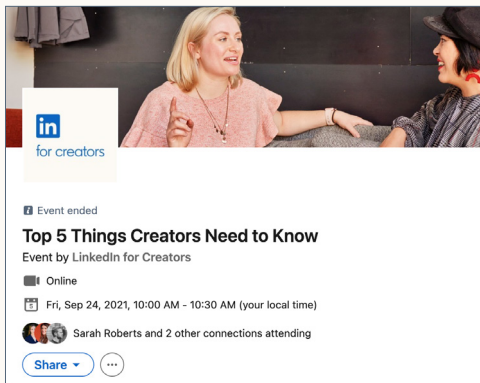 in
for creators
Event ended
Top 5 Things Creators Need to Know
Event by LinkedIn for Creators
Online
5
Fri, Sep 24, 2021, 10:00 AM - 10:30 AM (your local time)
Sarah Roberts and 2 other connections attending
Share